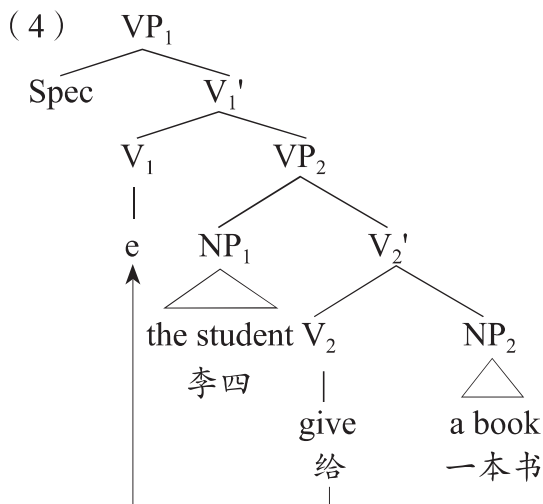 (4) VP₁
Spec V₁'
V₁ VP₂
e NP₁ V₂'
the student V₂ NP₂
李四
give a book
给 一本书